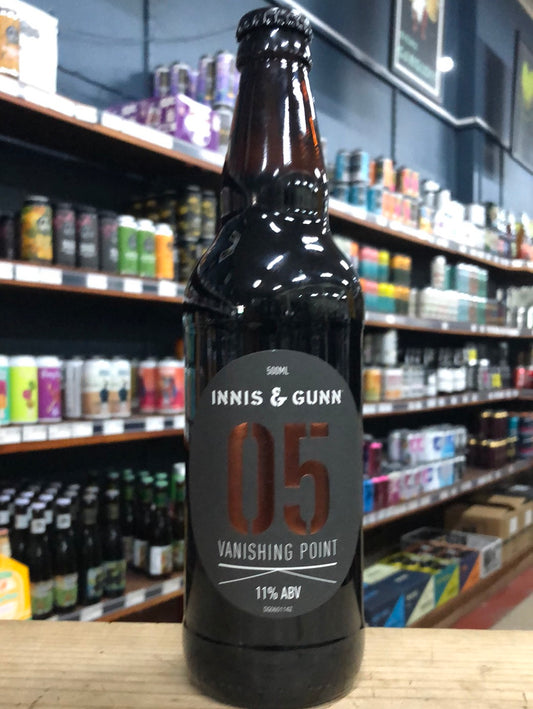 500ML
INNIS & GUNN
05
VANISHING POINT
11% ABV